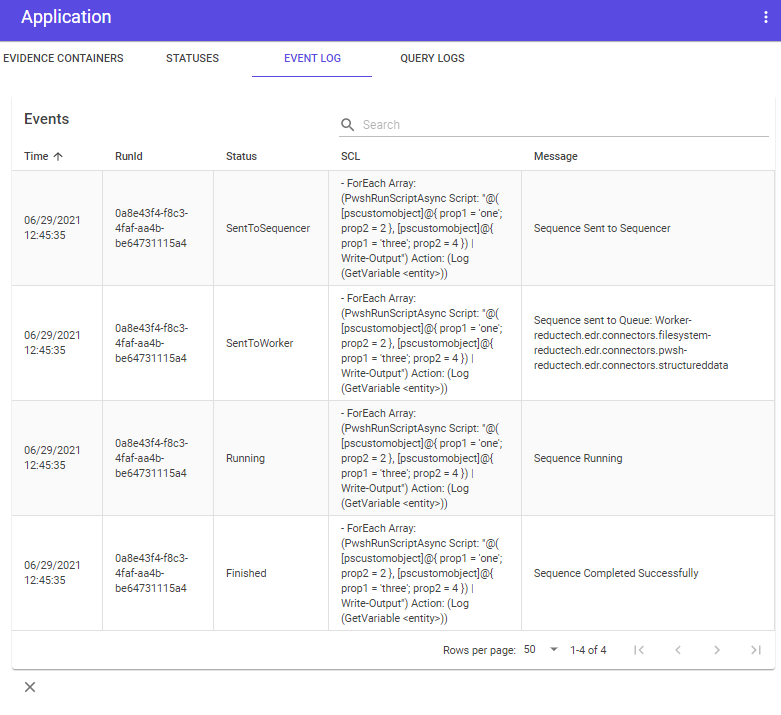 Application
EVIDENCE CONTAINERS STATUSES EVENT LOG QUERY LOGS
Events
Search
Time RunId Status SCL Message
06/29/2021
12:45:35
0a8e43f4-f8c3-
4faf-aa4b-
be64731115a4
SentToSequencer
- ForEach Array:
(PwshRunScriptAsync Script: "@(
[pscustomobject]@{ prop1 = 'one';
prop2 = 2 }, [pscustomobject]@{
prop1 = 'three'; prop2 = 4 }) |
Write-Output") Action: (Log
(GetVariable <entity>))
Sequence Sent to Sequencer
06/29/2021
12:45:35
0a8e43f4-f8c3-
4faf-aa4b-
be64731115a4
SentToWorker
- ForEach Array:
(PwshRunScriptAsync Script: "@(
[pscustomobject]@{ prop1 = 'one';
prop2 = 2 }, [pscustomobject]@{
prop1 = 'three'; prop2 = 4 }) |
Write-Output") Action: (Log
(GetVariable <entity>))
Sequence sent to Queue: Worker-
reductech.edr.connectors.filesystem-
reductech.edr.connectors.pwsh-
reductech.edr.connectors.structureddata
06/29/2021
12:45:35
0a8e43f4-f8c3-
4faf-aa4b-
be64731115a4
Running
- ForEach Array:
(PwshRunScriptAsync Script: "@(
[pscustomobject]@{ prop1 = 'one';
prop2 = 2 }, [pscustomobject]@{
prop1 = 'three'; prop2 = 4 }) |
Write-Output") Action: (Log
(GetVariable <entity>))
Sequence Running
06/29/2021
12:45:35
0a8e43f4-f8c3-
4faf-aa4b-
be64731115a4
Finished
- ForEach Array:
(PwshRunScriptAsync Script: "@(
[pscustomobject]@{ prop1 = 'one';
prop2 = 2 }, [pscustomobject]@{
prop1 = 'three'; prop2 = 4 }) |
Write-Output") Action: (Log
(GetVariable <entity>))
Sequence Completed Successfully
Rows per page: 50 1-4 of 4